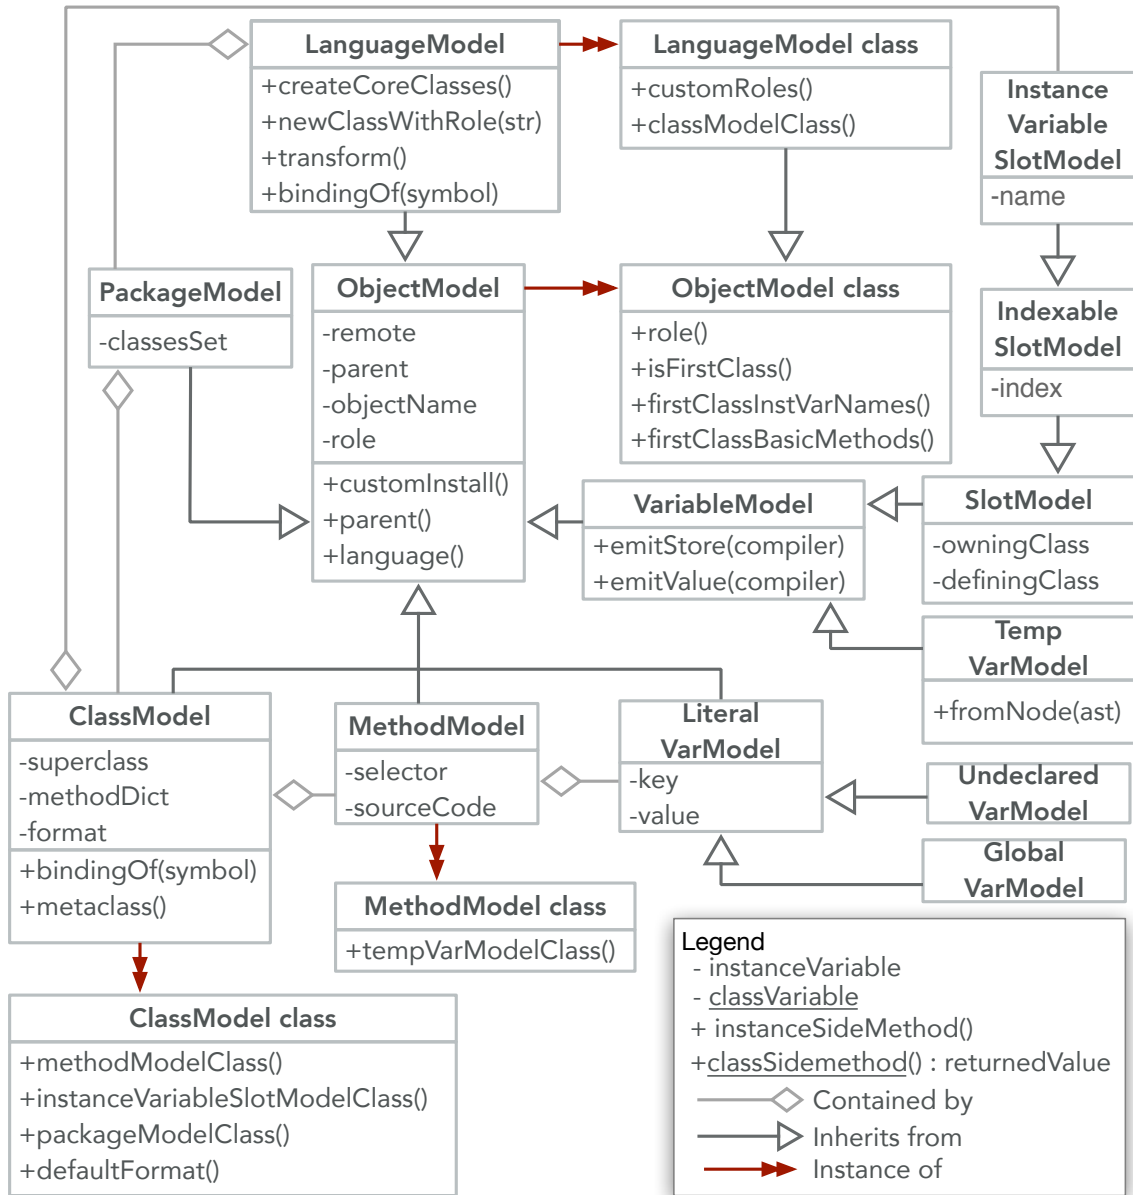 LanguageModel
+createCoreClasses()
+newClassWithRole(str)
+transform()
+bindingOf(symbol)
LanguageModel class
+customRoles()
+classModelClass()
Instance
Variable
SlotModel
-name
PackageModel
-classesSet
ObjectModel
-remote
-parent
-objectName
-role
+customInstall()
+parent()
+language()
ObjectModel class
+role()
+isFirstClass()
+firstClassInstVarNames()
+firstClassBasicMethods()
Indexable
SlotModel
-index
VariableModel
+emitStore(compiler)
+emitValue(compiler)
SlotModel
-owningClass
-definingClass
Temp
VarModel
+fromNode(ast)
ClassModel
-superclass
-methodDict
-format
+bindingOf(symbol)
+metaclass()
MethodModel
-selector
-sourceCode
Literal
VarModel
-key
-value
Undeclared
VarModel
Global
VarModel
MethodModel class
+tempVarModelClass()
ClassModel class
+methodModelClass()
+instanceVariableSlotModelClass()
+packageModelClass()
+defaultFormat()
Legend
- instanceVariable
- classVariable
+ instanceSideMethod()
+classSidemethod() : returnedValue
Contained by
Inherits from
Instance of